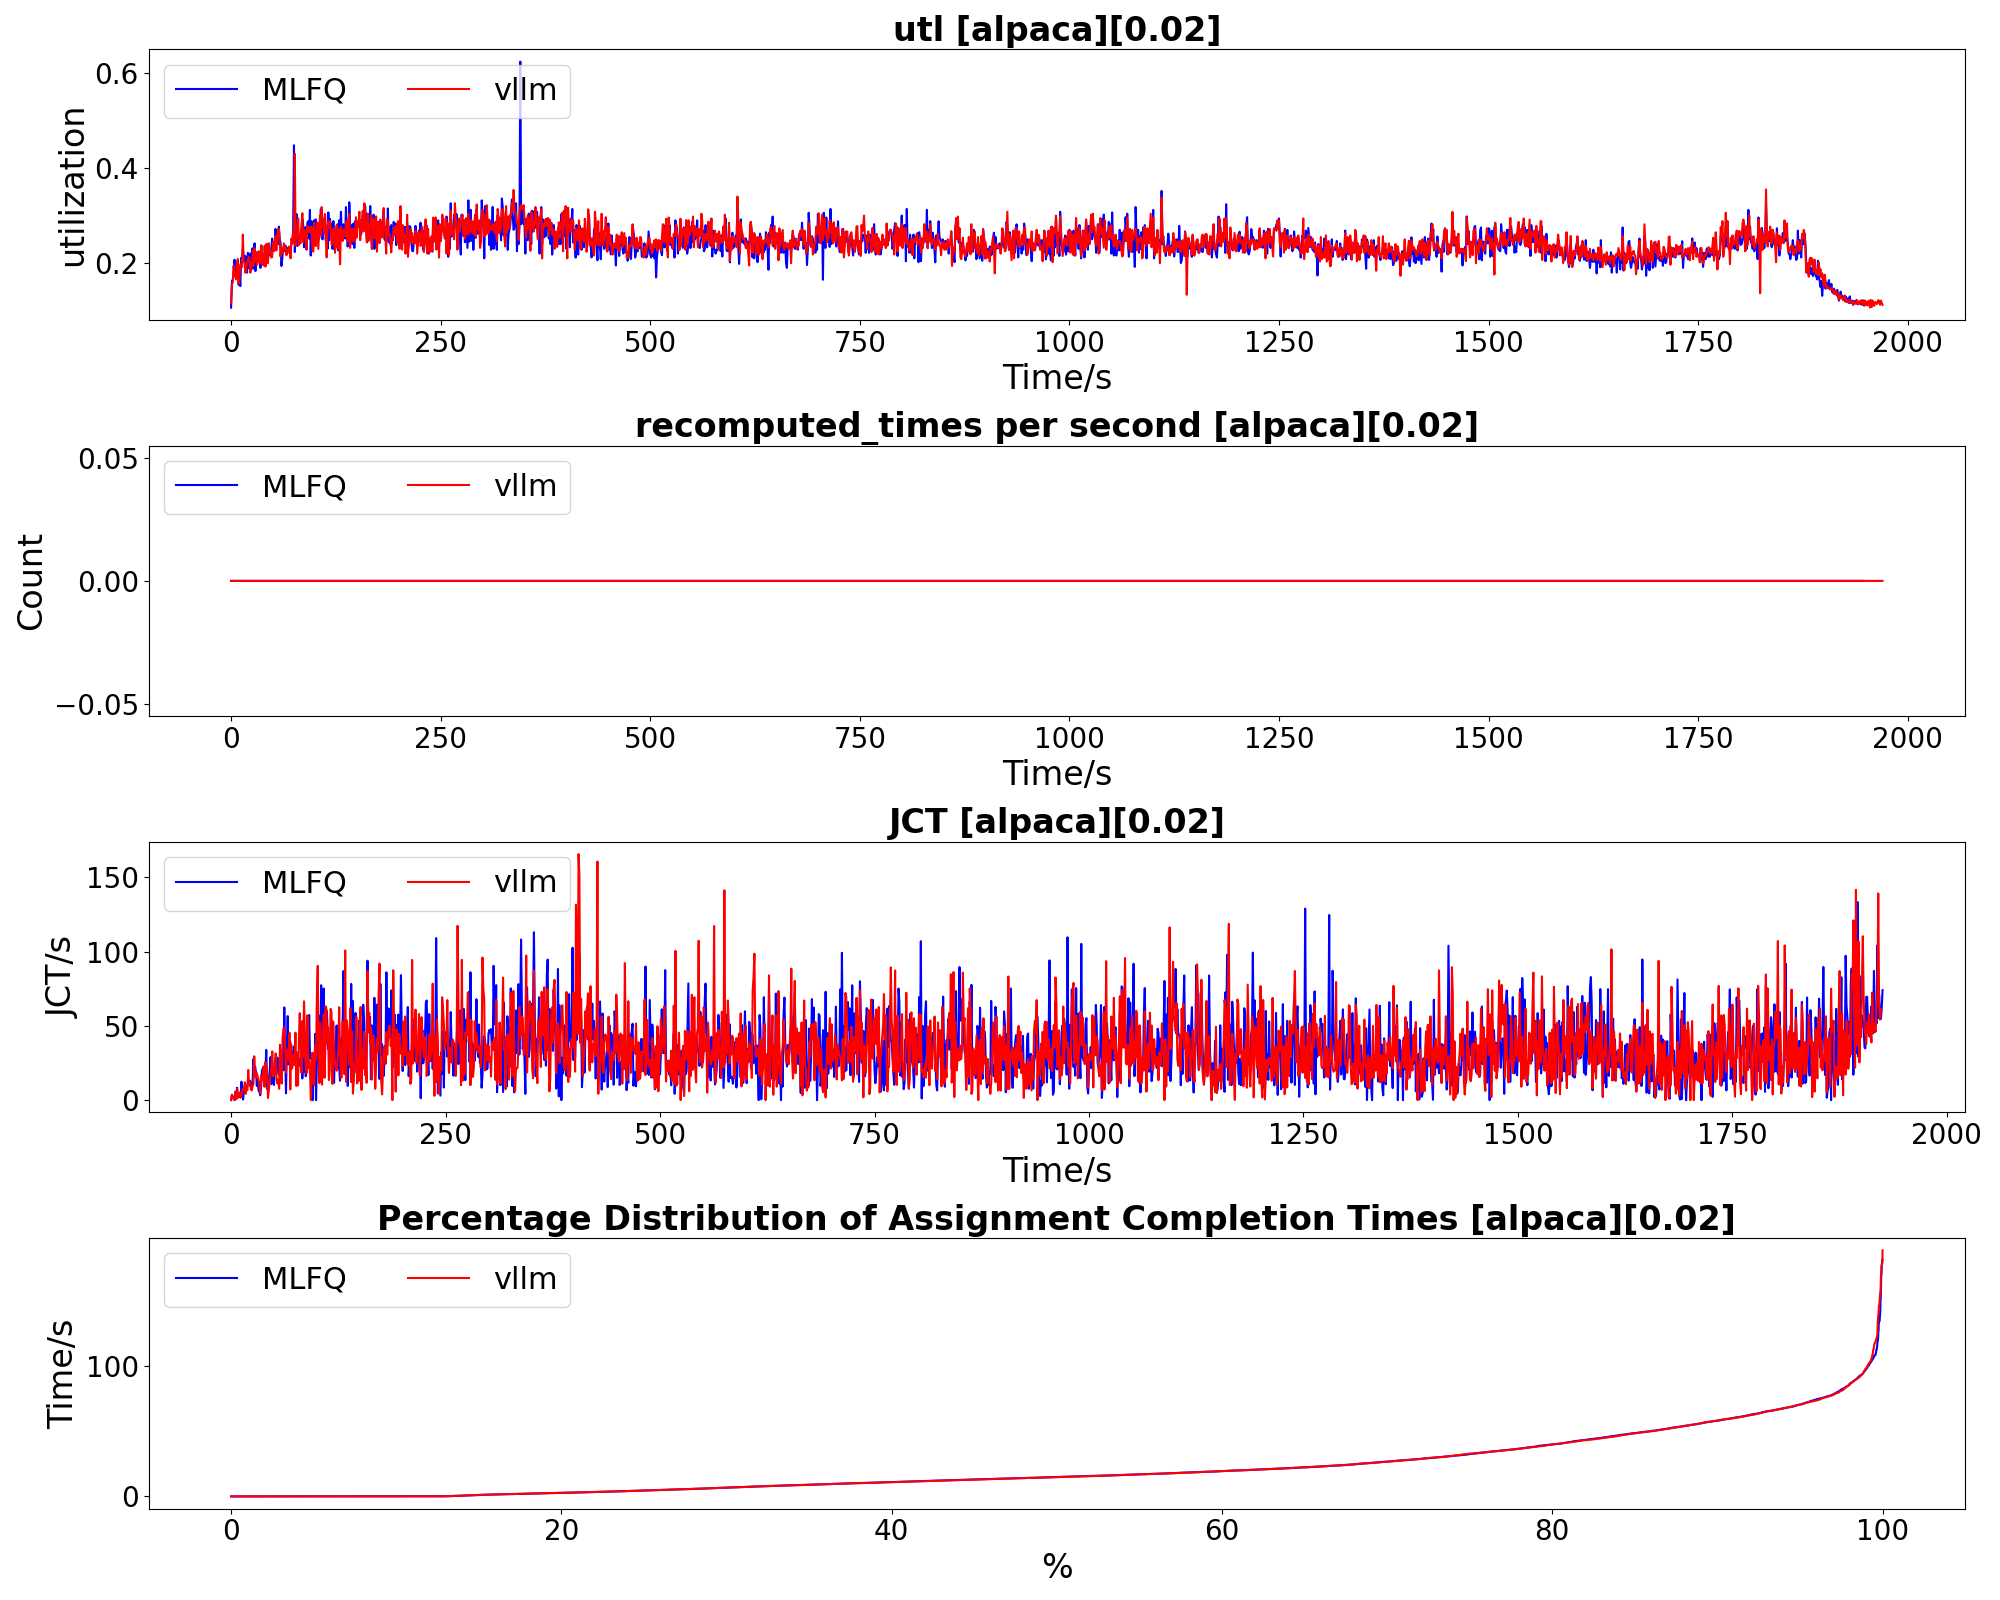 utl [alpaca][0.02]
MLFQ vllm
utilization
0.6
0.4
0.2
0 250 500 750 1000 1250 1500 1750 2000
Time/s
recomputed_times per second [alpaca][0.02]
MLFQ vllm
Count
0.05
0.00
−0.05
0 250 500 750 1000 1250 1500 1750 2000
Time/s
JCT [alpaca][0.02]
MLFQ vllm
JCT/s
150
100
50
0
0 250 500 750 1000 1250 1500 1750 2000
Time/s
Percentage Distribution of Assignment Completion Times [alpaca][0.02]
MLFQ vllm
Time/s
100
0
0 20 40 60 80 100
%